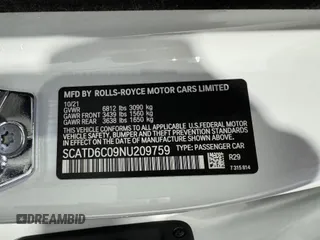 MFD BY ROLLS-ROYCE MOTOR CARS LIMITED
10/21
GVWR 6812 lbs 3090 kg
GAWR FRONT 3439 lbs 1560 kg
GAWR REAR 3638 lbs 1650 kg
THIS VEHICLE CONFORMS TO ALL APPLICABLE U.S. FEDERAL MOTOR VEHICLE
SAFETY, BUMPER AND THEFT PREVENTION STANDARDS IN EFFECT ON THE
DATE OF MANUFACTURE SHOWN ABOVE.
SCATD6C09NU209759 TYPE: PASSENGER CAR
R29
7 315 814
DREAMBID